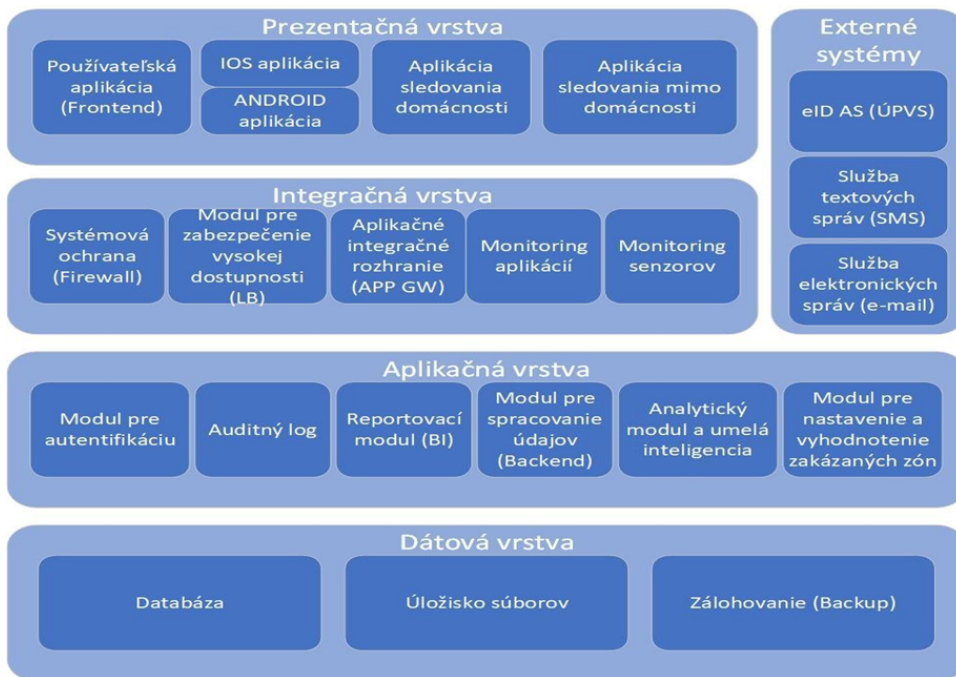 Prezentačná vrstva
Používateľská
aplikácia
(Frontend)
IOS aplikácia
ANDROID
aplikácia
Aplikácia
sledovania
domácnosti
Aplikácia
sledovania mimo
domácnosti
Externé
systémy
eID AS (ÚPVS)
Služba
textových
správ (SMS)
Služba
elektronických
správ (e-mail)
Integračná vrstva
Systémová
ochrana
(Firewall)
Modul pre
zabezpečenie
vysokej
dostupnosti
(LB)
Aplikačné
integračné
rozhranie
(APP GW)
Monitoring
aplikácií
Monitoring
senzorov
Aplikačná vrstva
Modul pre
autentifikáciu
Auditný log
Reportovací
modul (BI)
Modul pre
spracovanie
údajov
(Backend)
Analytický
modul a umelá
inteligencia
Modul pre
nastavenie a
vyhodnotenie
zakázaných zón
Dátová vrstva
Databáza
Úložisko súborov
Zálohovanie (Backup)